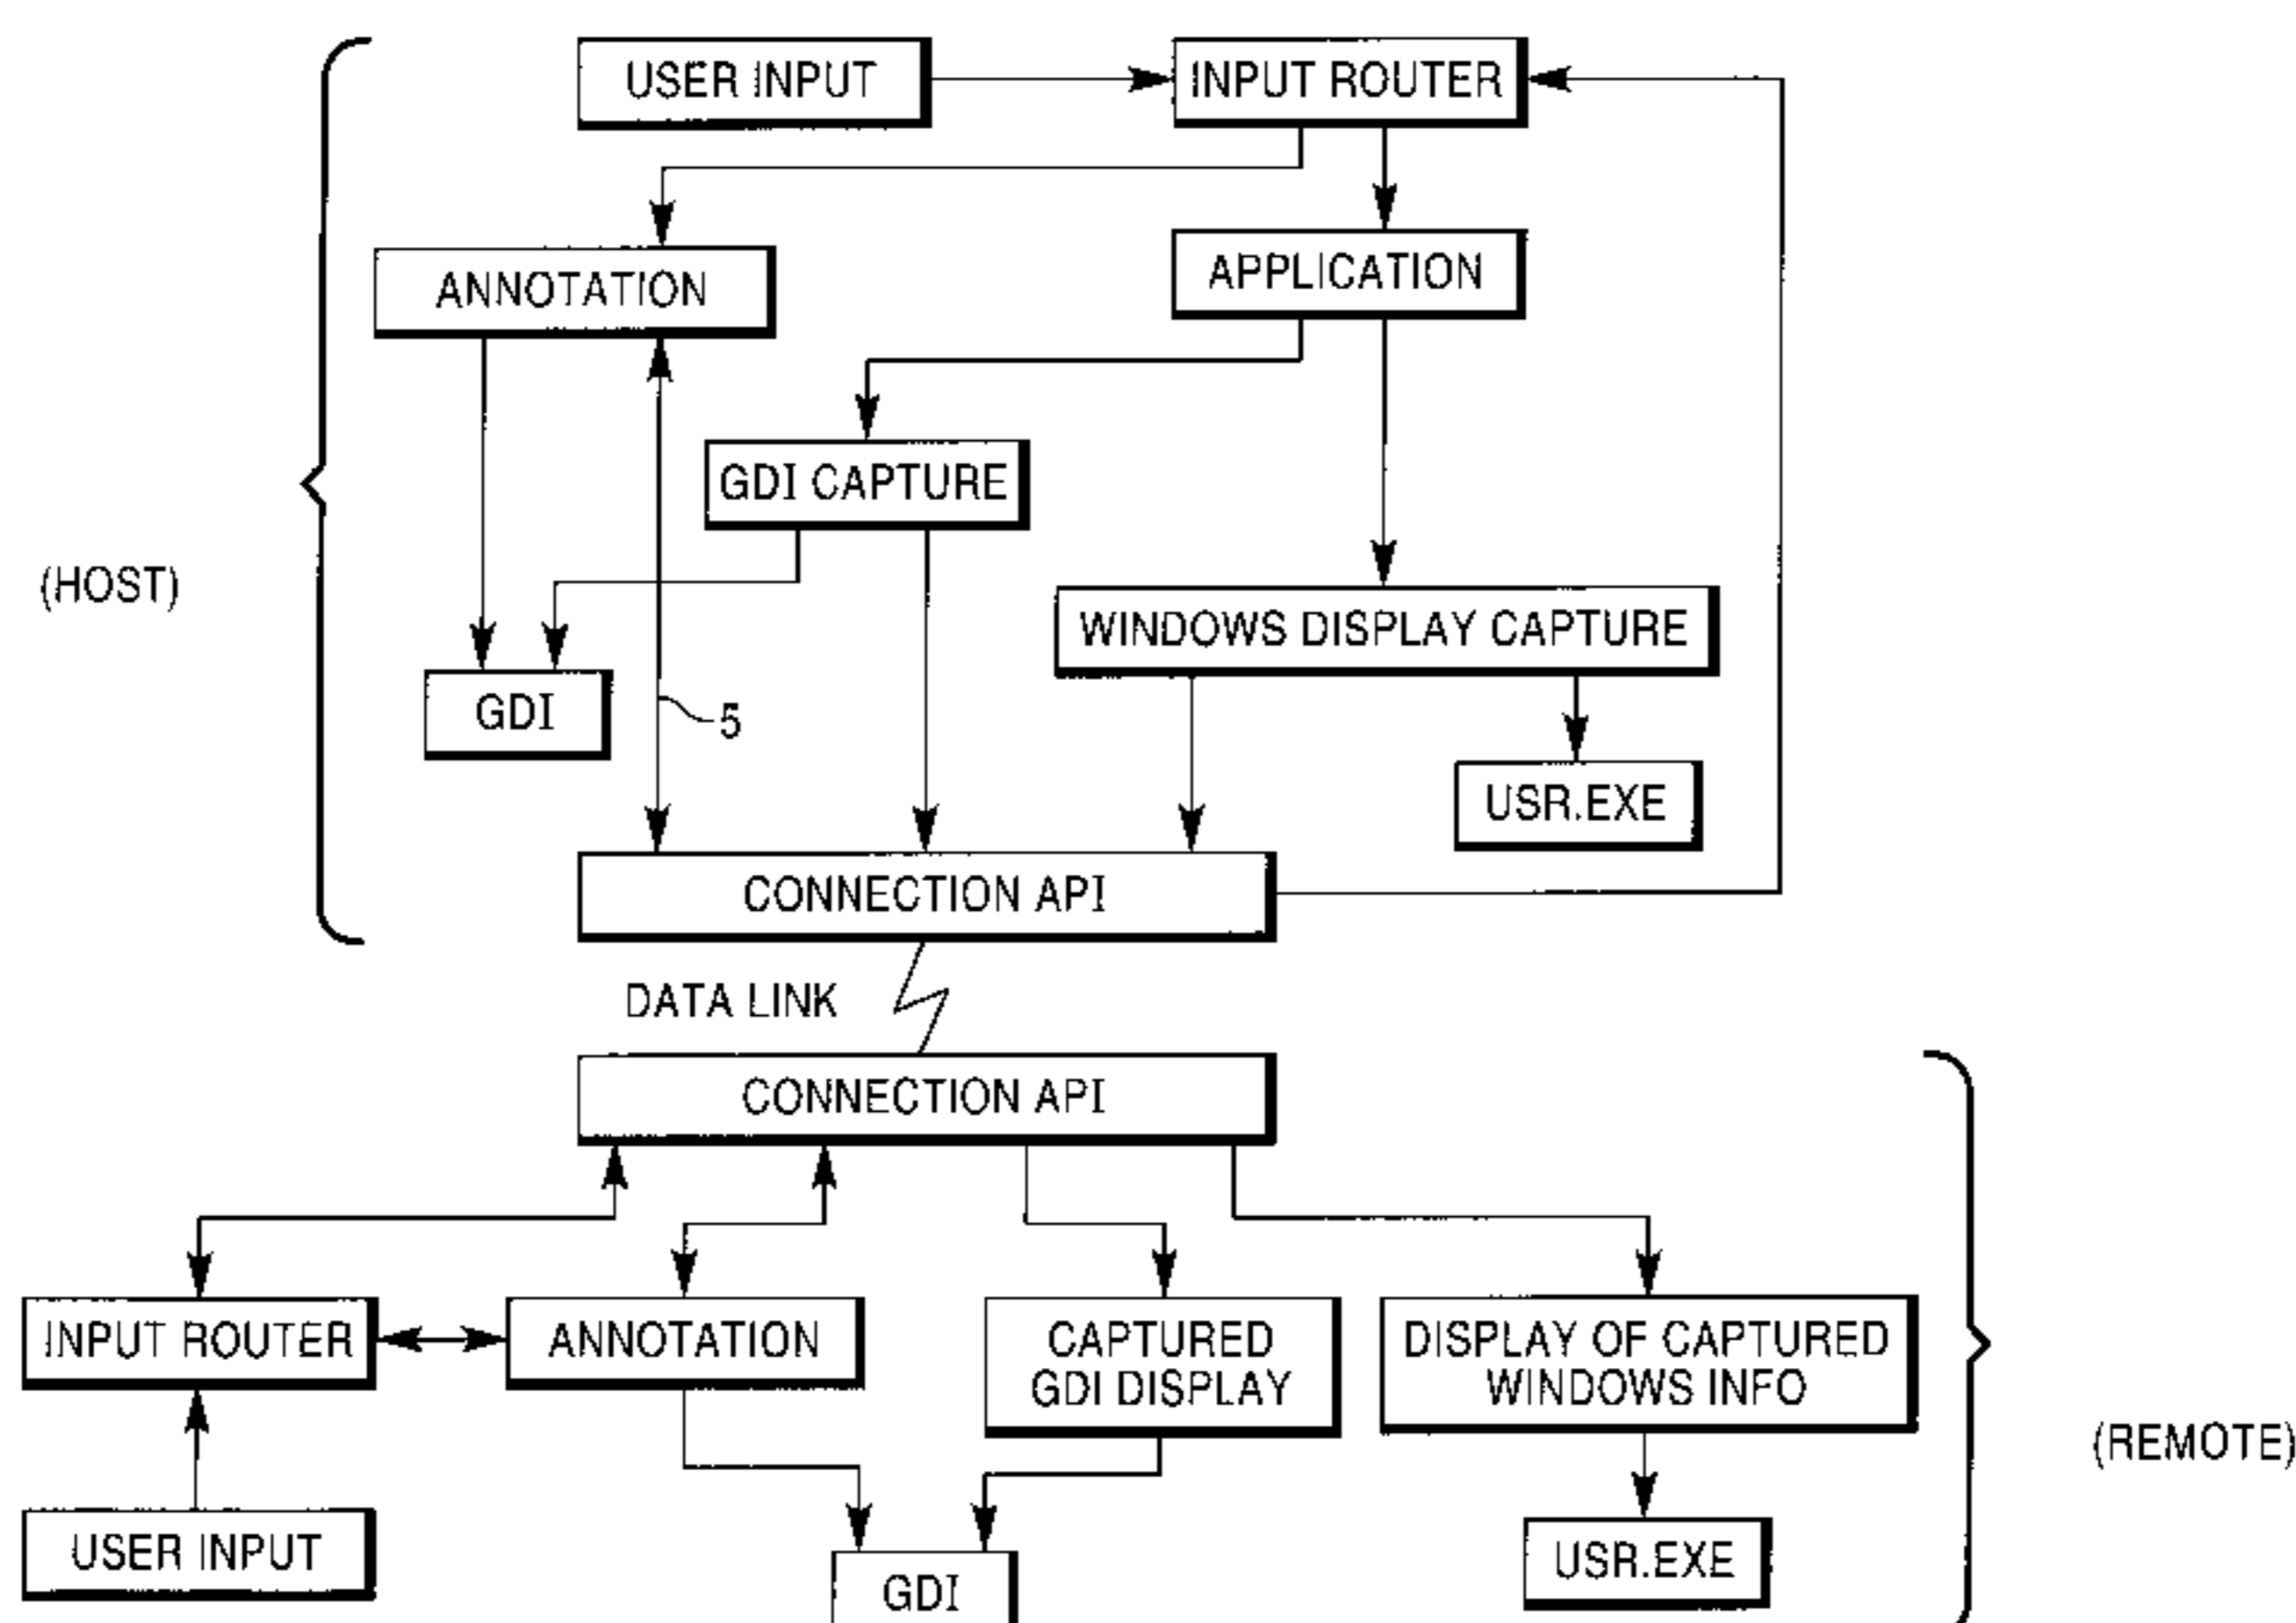 USER INPUT
INPUT ROUTER
ANNOTATION
APPLICATION
GDI CAPTURE
(HOST)
WINDOWS DISPLAY CAPTURE
GDI
5
USR.EXE
CONNECTION API
DATA LINK
CONNECTION API
INPUT ROUTER
ANNOTATION
CAPTURED
GDI DISPLAY
DISPLAY OF CAPTURED
WINDOWS INFO
(REMOTE)
USER INPUT
GDI
USR.EXE